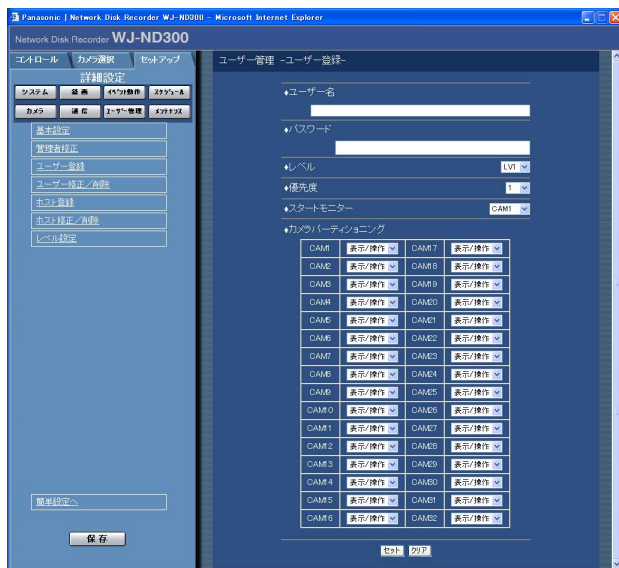 Panasonic | Network Disk Recorder WJ-ND300 - Microsoft Internet Explorer
Network Disk Recorder WJ-ND300
コントロール カメラ選択 セットアップ
詳細設定
システム 録画 イベント動作 スケジュール
カメラ 通信 ユーザー管理 メンテナンス
基本設定
管理者修正
ユーザー登録
ユーザー修正/削除
ホスト登録
ホスト修正/削除
レベル設定
簡単設定へ
保存
ユーザー管理 -ユーザー登録-
♦ユーザー名
♦パスワード
♦レベル LV1
♦優先度 1
♦スタートモニター CAM1
♦カメラパーティショニング
CAM1 表示/操作 CAM17 表示/操作
CAM2 表示/操作 CAM18 表示/操作
CAM3 表示/操作 CAM19 表示/操作
CAM4 表示/操作 CAM20 表示/操作
CAM5 表示/操作 CAM21 表示/操作
CAM6 表示/操作 CAM22 表示/操作
CAM7 表示/操作 CAM23 表示/操作
CAM8 表示/操作 CAM24 表示/操作
CAM9 表示/操作 CAM25 表示/操作
CAM10 表示/操作 CAM26 表示/操作
CAM11 表示/操作 CAM27 表示/操作
CAM12 表示/操作 CAM28 表示/操作
CAM13 表示/操作 CAM29 表示/操作
CAM14 表示/操作 CAM30 表示/操作
CAM15 表示/操作 CAM31 表示/操作
CAM16 表示/操作 CAM32 表示/操作
セット クリア